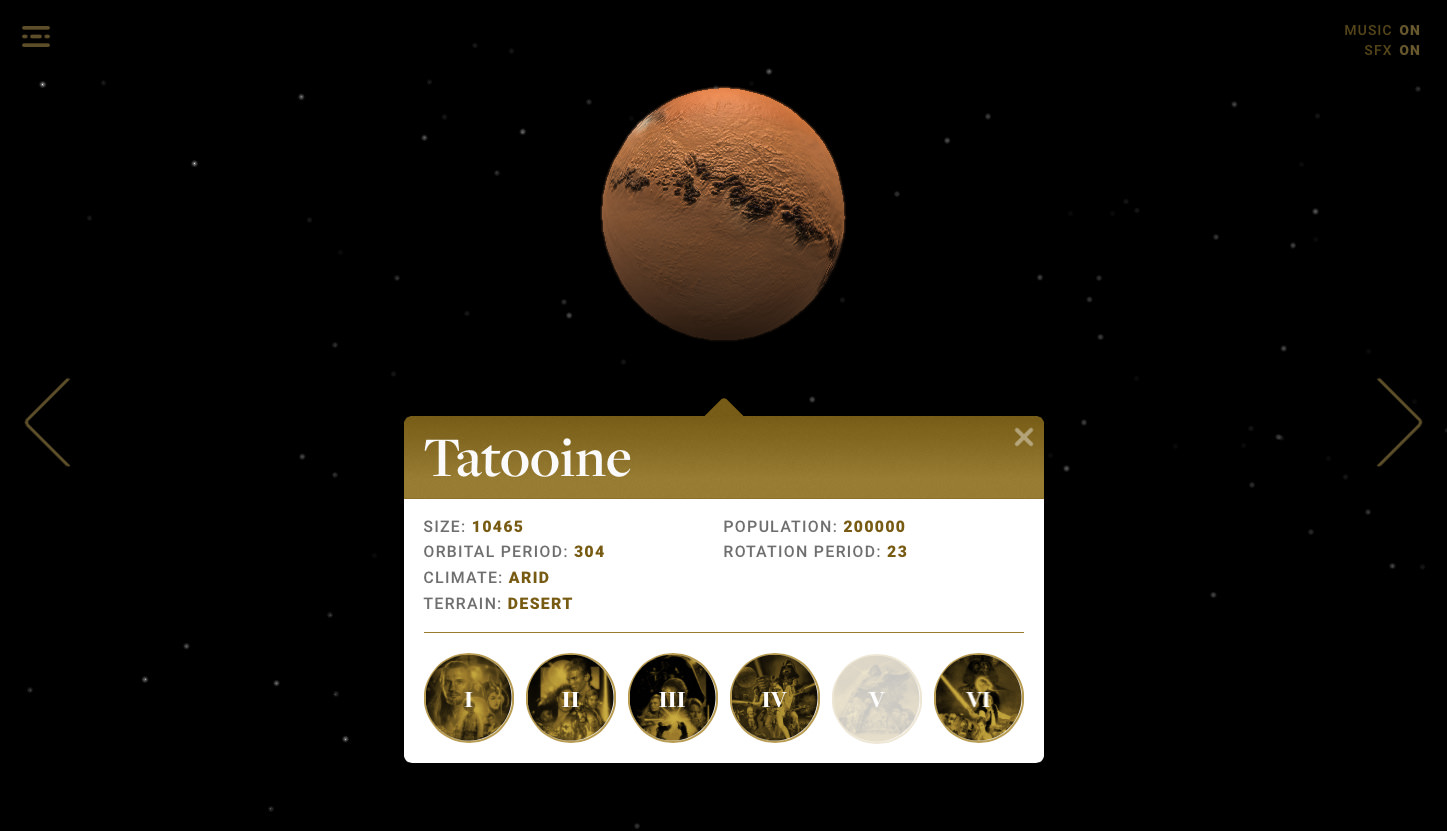 MUSIC ON
SFX ON
Tatooine
SIZE: 10465
POPULATION: 200000
ORBITAL PERIOD: 304
ROTATION PERIOD: 23
CLIMATE: ARID
TERRAIN: DESERT
I II III IV V VI